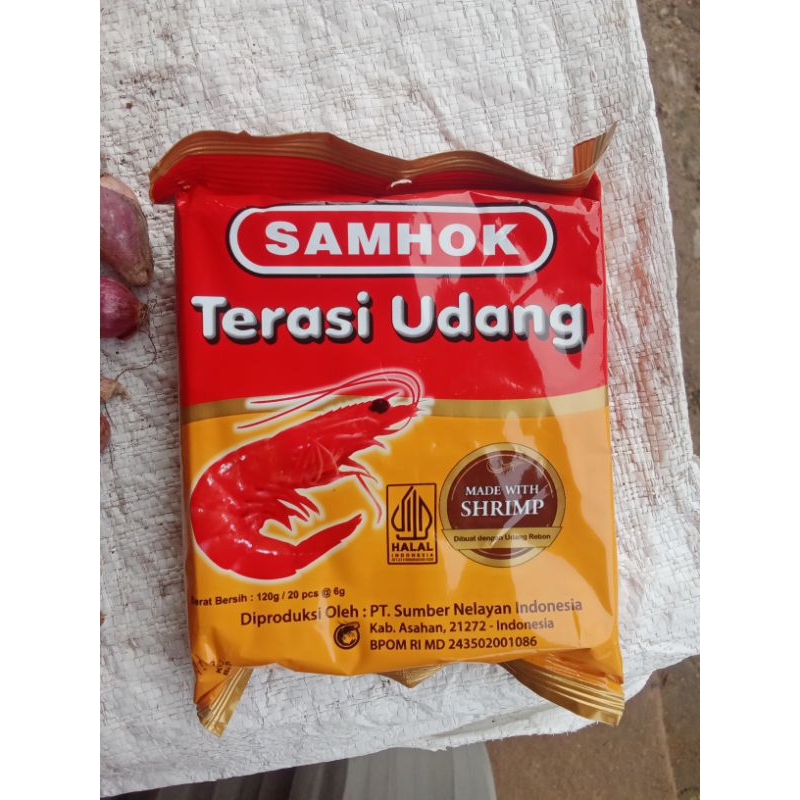 SAMHOK
Terasi Udang
MADE WITH
SHRIMP
Dibuat dengan Udang Rebon
HALAL
INDONESIA
Berat Bersih : 120g / 20 pcs @ 6g
Diproduksi Oleh : PT. Sumber Nelayan Indonesia
Kab. Asahan, 21272 - Indonesia
BPOM RI MD 243502001086